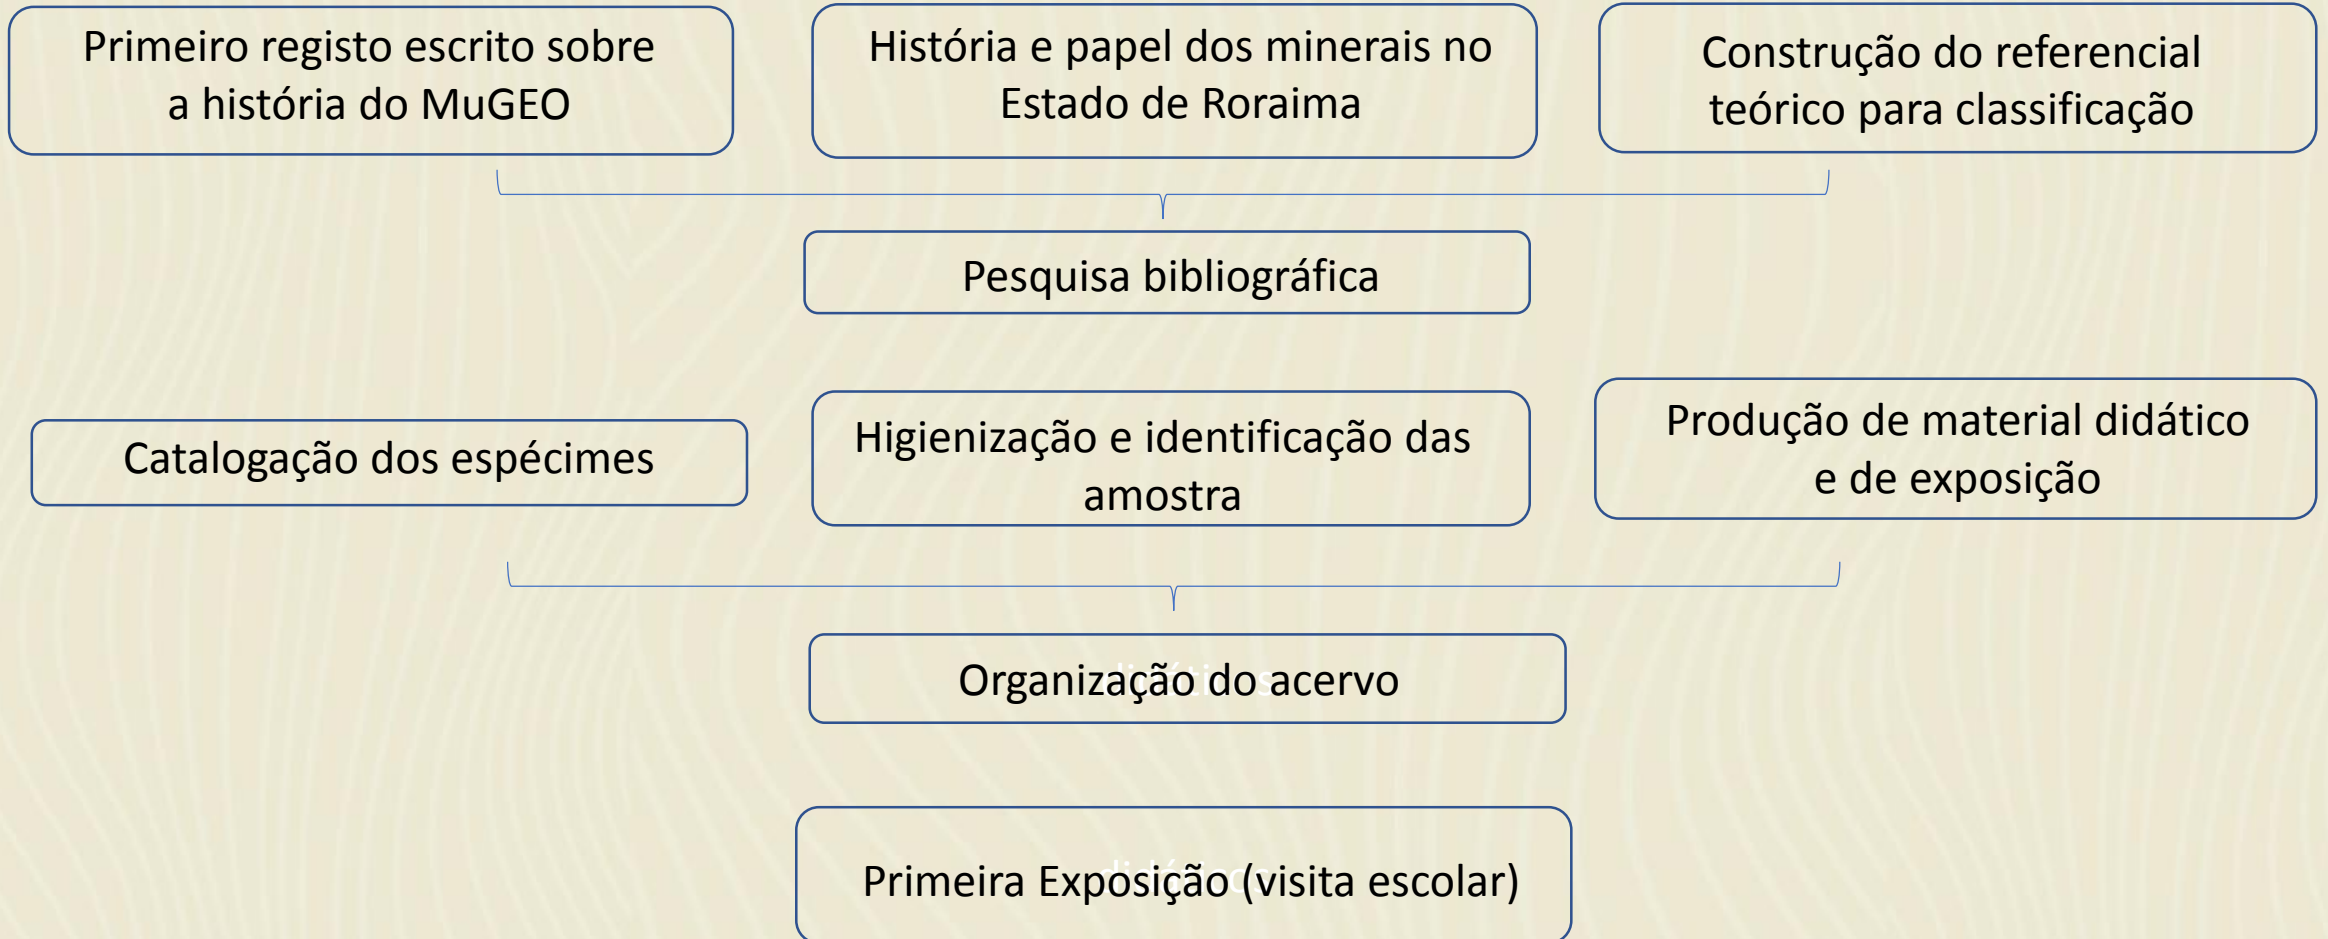 Primeiro registo escrito sobre
a história do MuGEO
História e papel dos minerais no
Estado de Roraima
Construção do referencial
teórico para classificação
Pesquisa bibliográfica
Catalogação dos espécimes
Higienização e identificação das
amostra
Produção de material didático
e de exposição
Organização do acervo
Primeira Exposição (visita escolar)